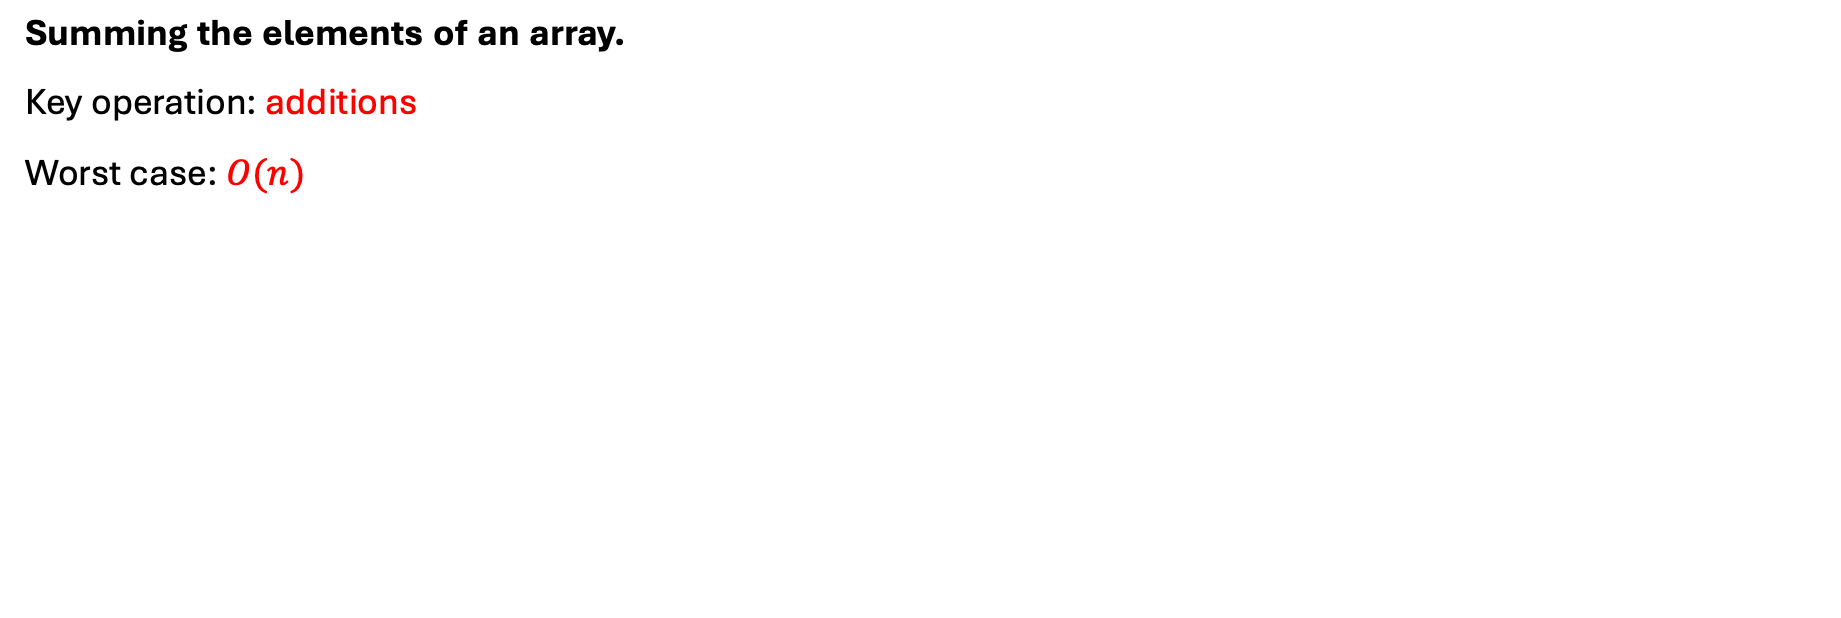 Summing the elements of an array.
Key operation: additions
Worst case: O(n)